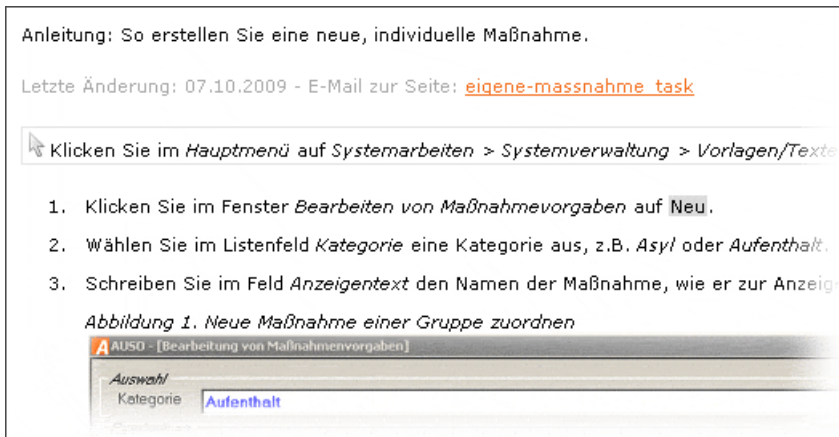 Anleitung: So erstellen Sie eine neue, individuelle Maßnahme.
Letzte Änderung: 07.10.2009 - E-Mail zur Seite: eigene-massnahme_task
Klicken Sie im Hauptmenü auf Systemarbeiten > Systemverwaltung > Vorlagen/Texte
1. Klicken Sie im Fenster Bearbeiten von Maßnahmevorgaben auf Neu.
2. Wählen Sie im Listenfeld Kategorie eine Kategorie aus, z.B. Asyl oder Aufenthalt.
3. Schreiben Sie im Feld Anzeigentext den Namen der Maßnahme, wie er zur Anzeig
Abbildung 1. Neue Maßnahme einer Gruppe zuordnen
AUSO - [Bearbeitung von Maßnahmenvorgaben]
Auswahl
Kategorie Aufenthalt